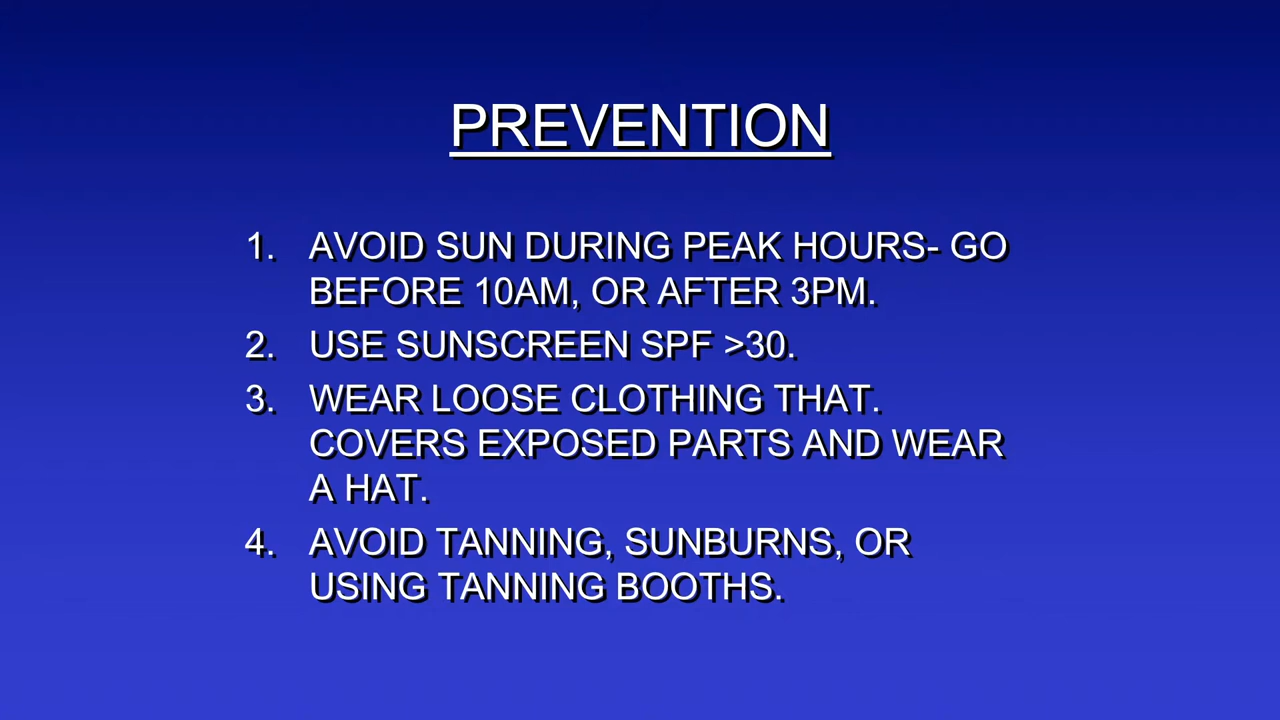 PREVENTION
1. AVOID SUN DURING PEAK HOURS- GO
BEFORE 10AM, OR AFTER 3PM.
2. USE SUNSCREEN SPF >30.
3. WEAR LOOSE CLOTHING THAT.
COVERS EXPOSED PARTS AND WEAR
A HAT.
4. AVOID TANNING, SUNBURNS, OR
USING TANNING BOOTHS.